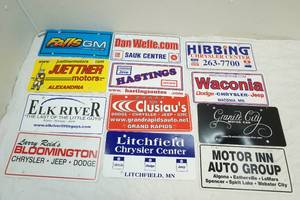 Falls GM
JUETTNER
motors
ALEXANDRIA
ELK RIVER
THE LAST OF THE LITTLE GUYS
Larry Reid's
BLOOMINGTON
CHRYSLER - JEEP - DODGE
Dan Welle.com
SAUK CENTRE
HASTINGS
Clusiau's
DODGE - CHRYSLER - JEEP - GMC
www.grandrapidsauto.net
GRAND RAPIDS
Litchfield
Chrysler Center
LITCHFIELD, MN
HIBBING
CHRYSLER CENTER
263-7700
Waconia
Dodge - CHRYSLER - Jeep
WACONIA, MN
Granite City
MOTOR INN
AUTO GROUP
Algona - Estherville - LeMars
Spencer - Spirit Lake - Webster City